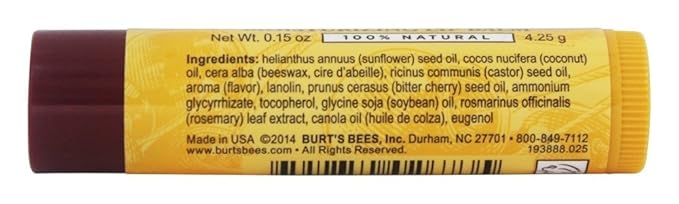 Net Wt. 0.15 oz 100% NATURAL 4.25 g
Ingredients: helianthus annuus (sunflower) seed oil, cocos nucifera (coconut)
oil, cera alba (beeswax, cire d'abeille), ricinus communis (castor) seed oil,
aroma (flavor), lanolin, prunus cerasus (bitter cherry) seed oil, ammonium
glycyrrhizate, tocopherol, glycine soja (soybean) oil, rosmarinus officinalis
(rosemary) leaf extract, canola oil (huile de colza), eugenol
Made in USA ©2014 BURT'S BEES, Inc. Durham, NC 27701 • 800-849-7112
www.burtsbees.com • All Rights Reserved. 193888.025